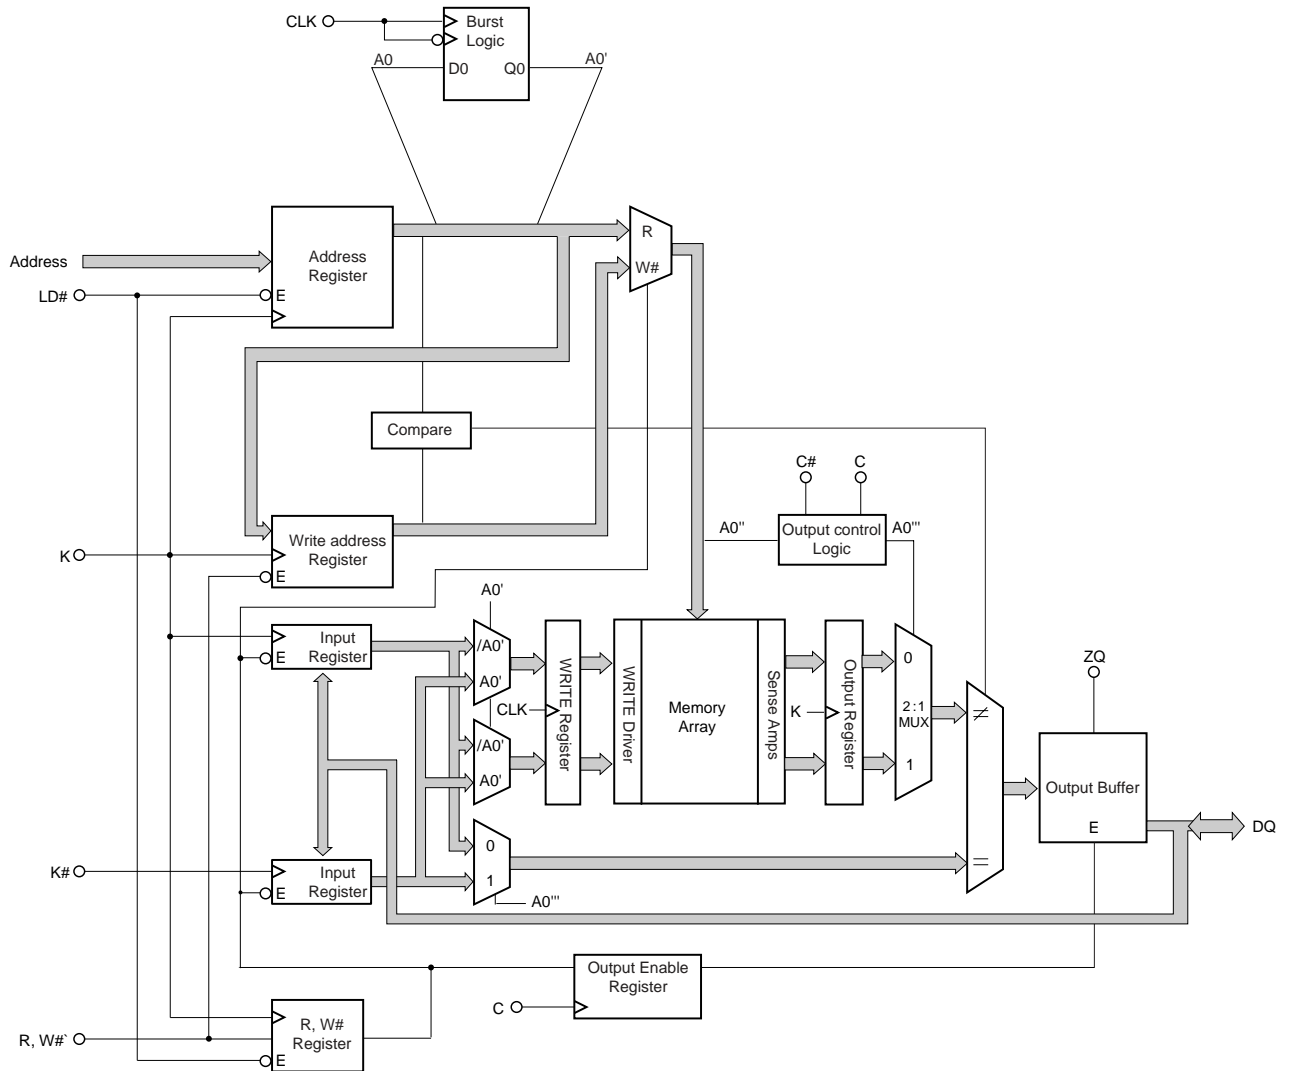 CLK
Burst
Logic
A0
D0
Q0
A0'
Address
LD#
Address
Register
E
R
W#
Compare
C#
C
A0''
Output control
Logic
A0'''
K
Write address
Register
E
A0'
Input
Register
E
/A0'
A0'
CLK
/A0'
A0'
WRITE Register
WRITE Driver
Memory
Array
Sense Amps
K
Output Register
0
2:1
MUX
1
≠
=
ZQ
Output Buffer
E
DQ
K#
Input
Register
E
0
1
A0'''
Output Enable
Register
C
R, W#`
R, W#
Register
E